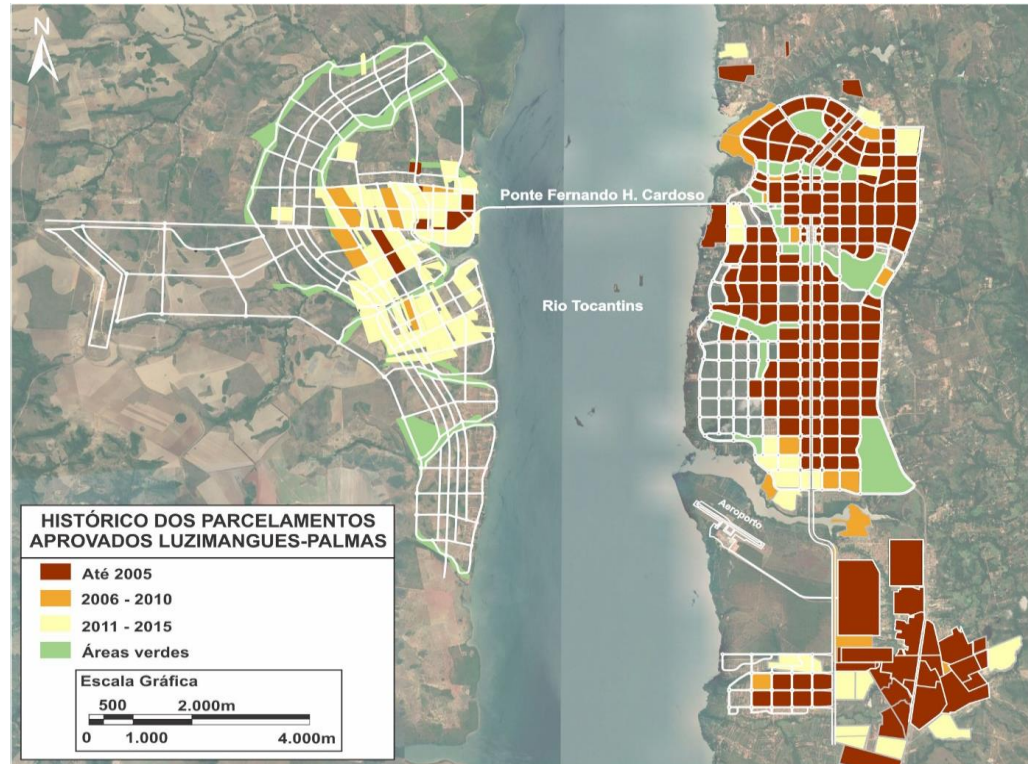 N
Ponte Fernando H. Cardoso
Rio Tocantins
Aeroporto
HISTÓRICO DOS PARCELAMENTOS
APROVADOS LUZIMANGUES-PALMAS
Até 2005
2006 - 2010
2011 - 2015
Áreas verdes
Escala Gráfica
500 2.000m
0 1.000 4.000m